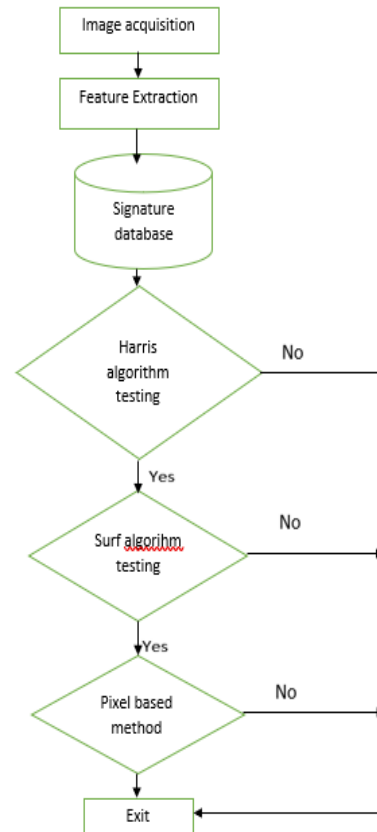 Image acquisition
Feature Extraction
Signature
database
Harris
algorithm
testing
No
Yes
Surf algorihm
testing
No
Yes
Pixel based
method
No
Exit